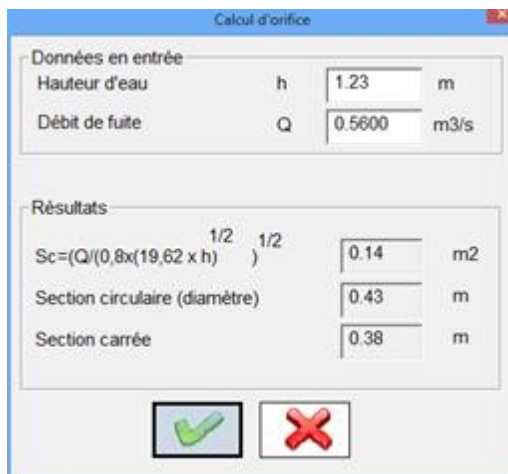 Calcul d'orifice
Données en entrée
Hauteur d'eau h 1.23 m
Débit de fuite Q 0.5600 m3/s
Résultats
Sc=(Q/(0,8x(19,62 x h)1/2 )1/2 0.14 m2
Section circulaire (diamètre) 0.43 m
Section carrée 0.38 m